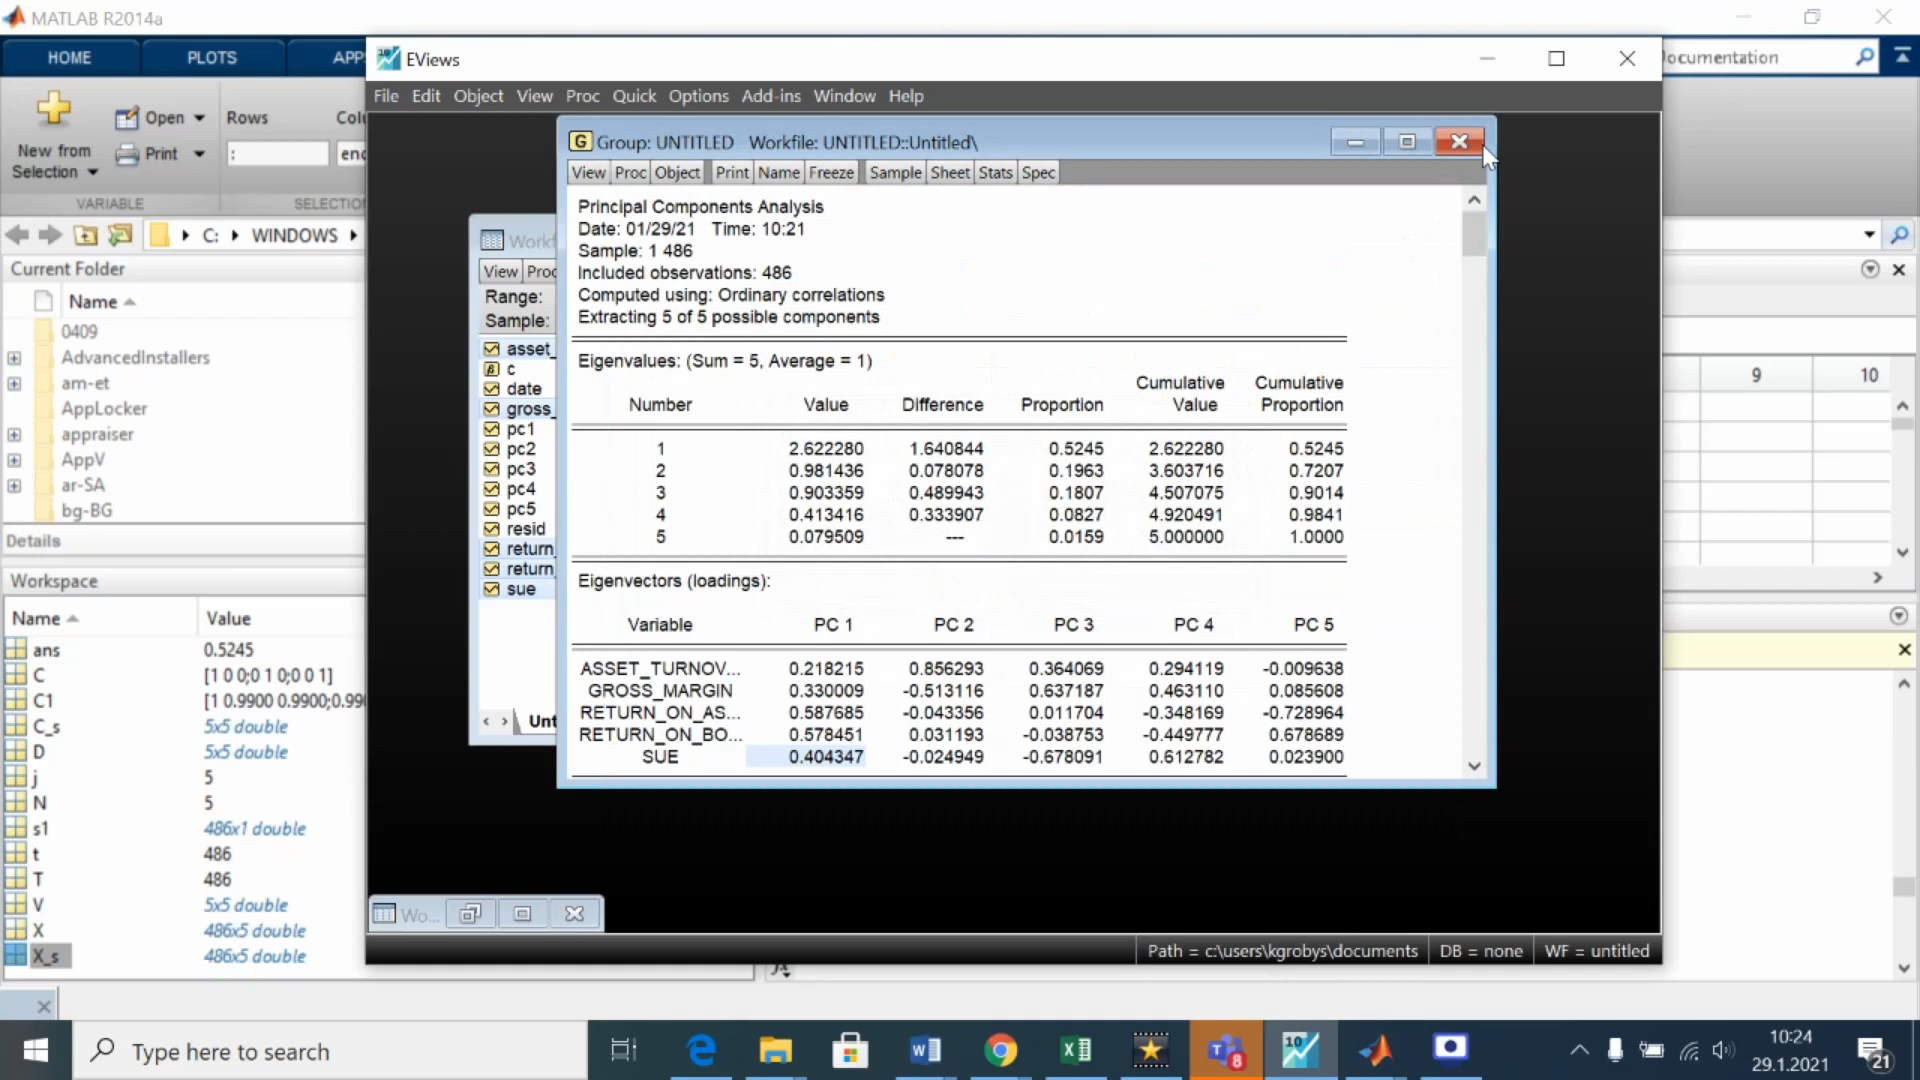 MATLAB R2014a
HOME PLOTS APP
ocumentation
EViews
File Edit Object View Proc Quick Options Add-ins Window Help
New from
Selection
Open
Print
Rows
:
VARIABLE
C: WINDOWS
Current Folder
Name
0409
AdvancedInstallers
am-et
AppLocker
appraiser
AppV
ar-SA
bg-BG
Details
Workspace
Name Value
ans 0.5245
C [1 0 0;0 1 0;0 0 1]
C1 [1 0.9900 0.9900;0.990
C_s 5x5 double
D 5x5 double
j 5
N 5
s1 486x1 double
t 486
T 486
V 5x5 double
X 486x5 double
X_s 486x5 double
View Proc
Range:
Sample:
asset_
c
date
gross_
pc1
pc2
pc3
pc4
pc5
resid
return_
return_
sue
Unt
Group: UNTITLED Workfile: UNTITLED::Untitled\
View Proc Object Print Name Freeze Sample Sheet Stats Spec
Principal Components Analysis
Date: 01/29/21 Time: 10:21
Sample: 1 486
Included observations: 486
Computed using: Ordinary correlations
Extracting 5 of 5 possible components
Eigenvalues: (Sum = 5, Average = 1)
Cumulative Cumulative
Number Value Difference Proportion Value Proportion
1 2.622280 1.640844 0.5245 2.622280 0.5245
2 0.981436 0.078078 0.1963 3.603716 0.7207
3 0.903359 0.489943 0.1807 4.507075 0.9014
4 0.413416 0.333907 0.0827 4.920491 0.9841
5 0.079509 --- 0.0159 5.000000 1.0000
Eigenvectors (loadings):
Variable PC 1 PC 2 PC 3 PC 4 PC 5
ASSET_TURNOV... 0.218215 0.856293 0.364069 0.294119 -0.009638
GROSS_MARGIN 0.330009 -0.513116 0.637187 0.463110 0.085608
RETURN_ON_AS... 0.587685 -0.043356 0.011704 -0.348169 -0.728964
RETURN_ON_BO... 0.578451 0.031193 -0.038753 -0.449777 0.678689
SUE 0.404347 -0.024949 -0.678091 0.612782 0.023900
9 10
Wo...
Path = c:\users\kgrobys\documents DB = none WF = untitled
Type here to search
8
10
10:24
29.1.2021
21